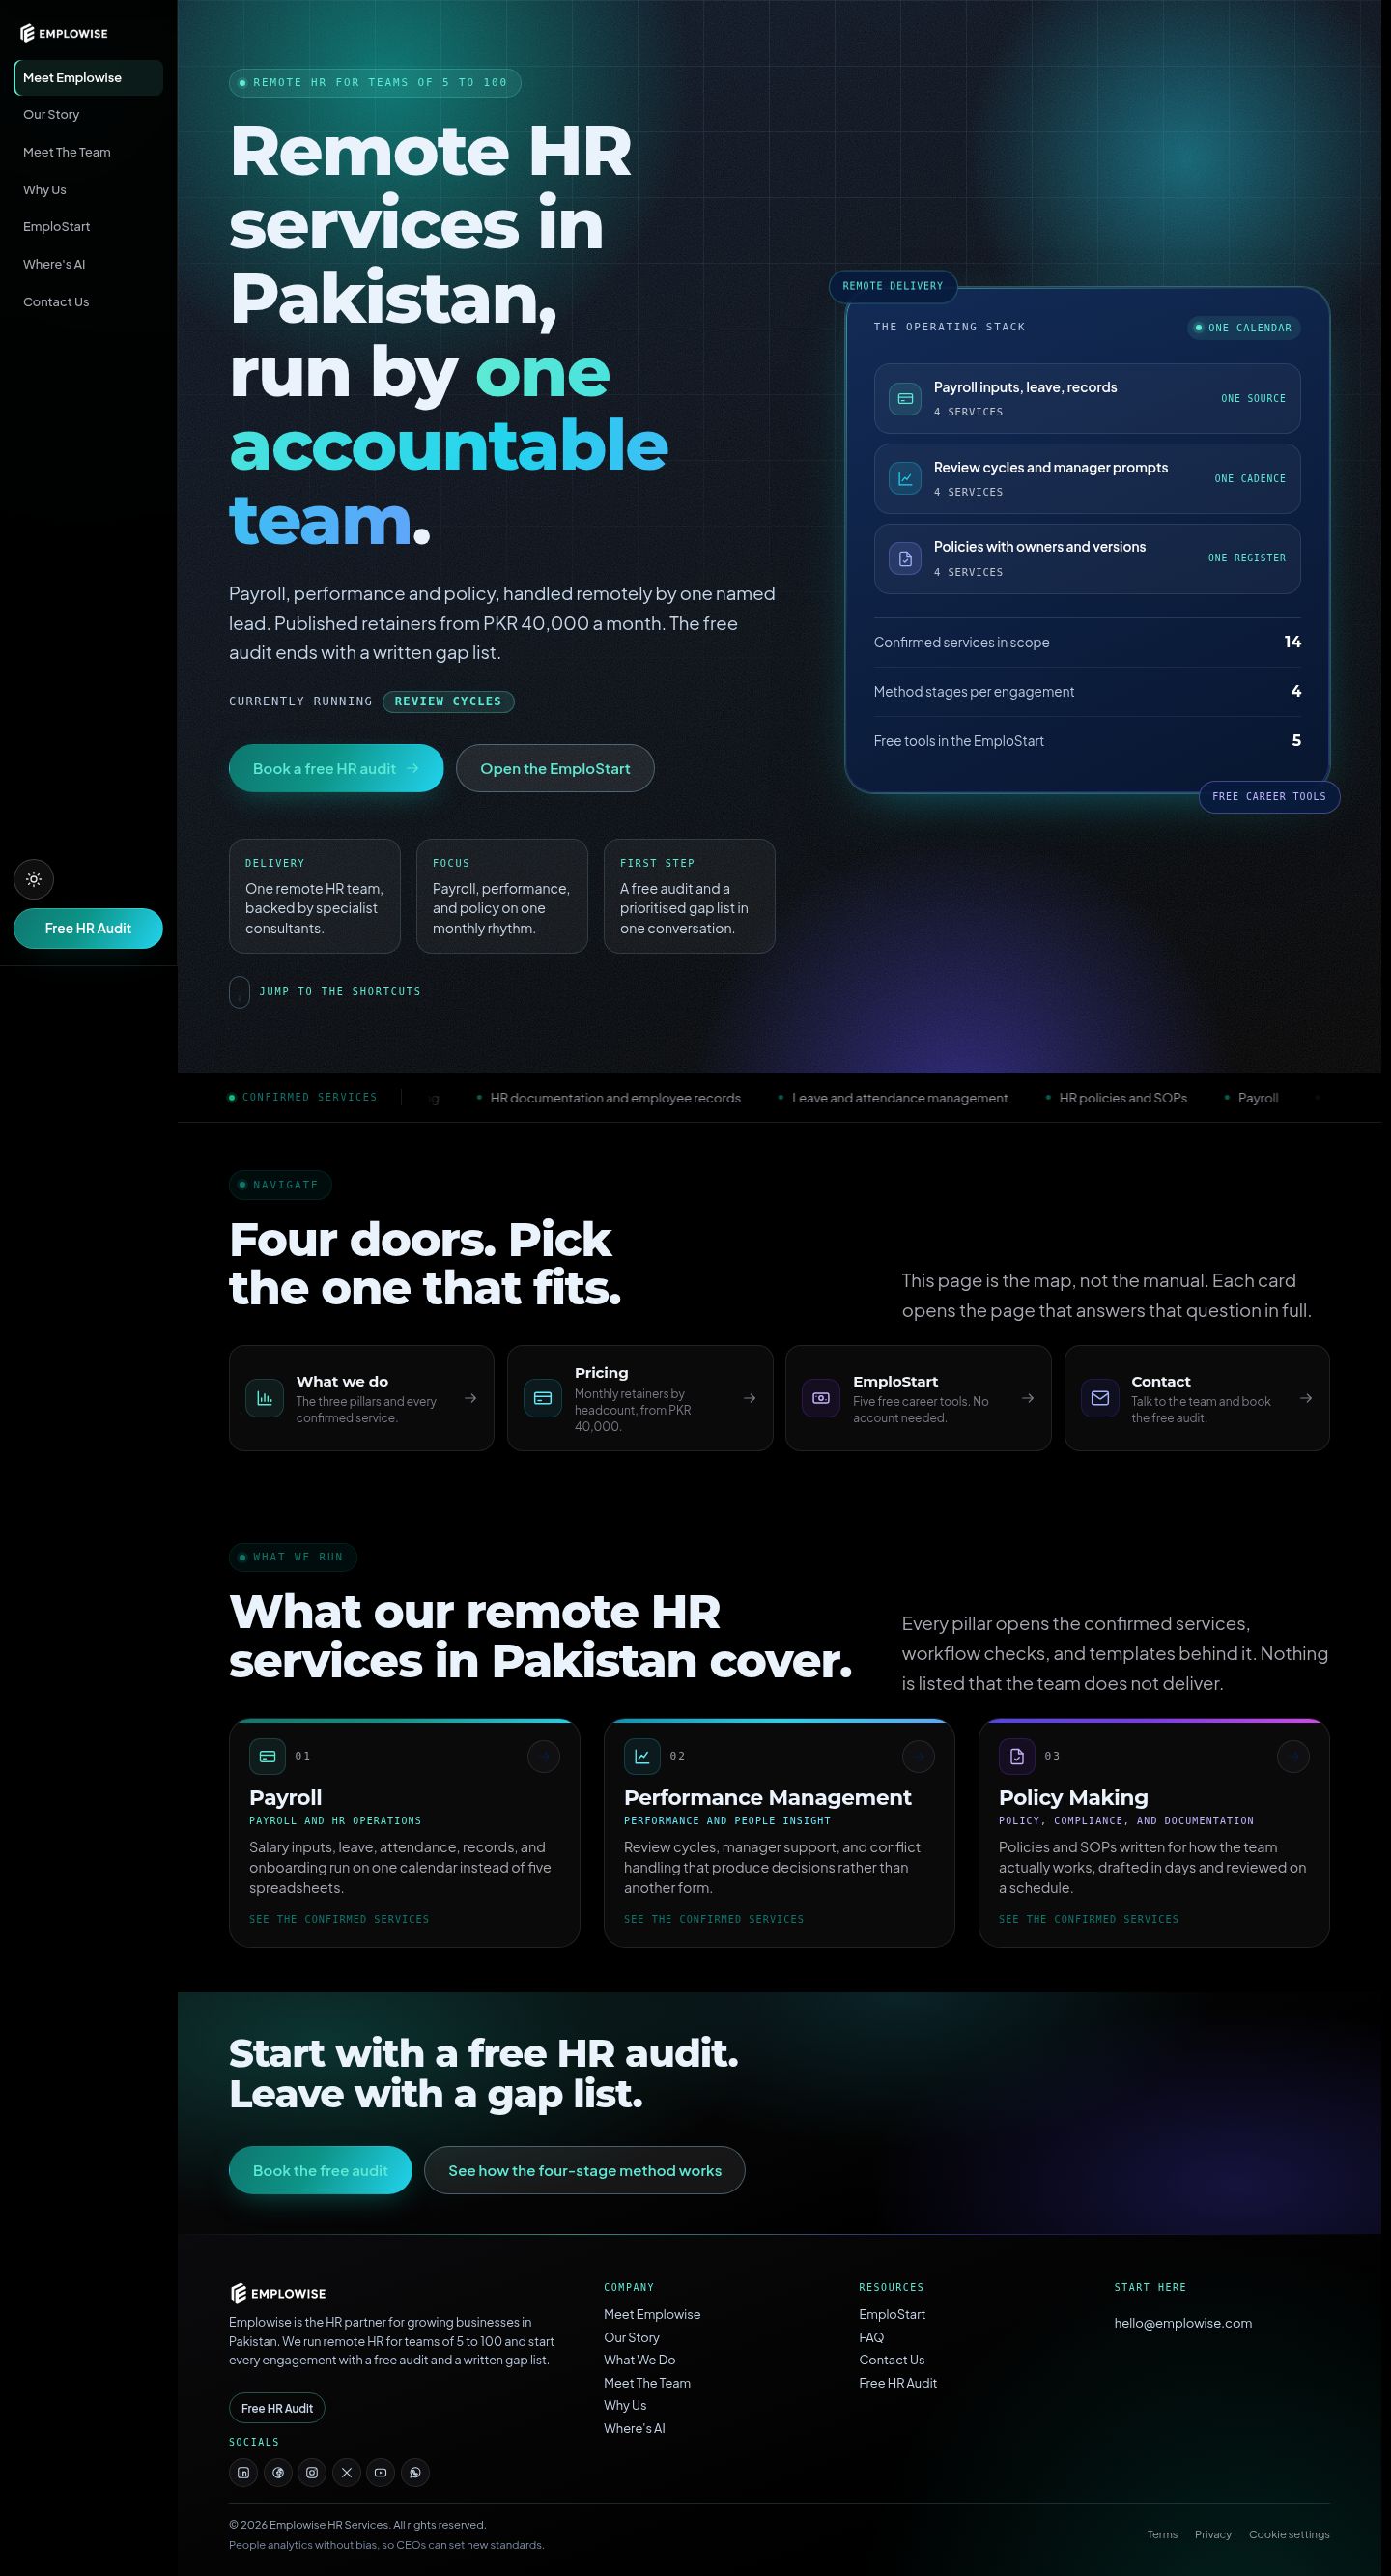 EMPLOWISE
Meet Emplowise
Our Story
Meet The Team
Why Us
EmploStart
Where's AI
Contact Us
Free HR Audit
REMOTE HR FOR TEAMS OF 5 TO 100
Remote HR
services in
Pakistan,
run by one
accountable
team.
Payroll, performance and policy, handled remotely by one named
lead. Published retainers from PKR 40,000 a month. The free
audit ends with a written gap list.
CURRENTLY RUNNING REVIEW CYCLES
Book a free HR audit →
Open the EmploStart
DELIVERY
One remote HR team,
backed by specialist
consultants.
FOCUS
Payroll, performance,
and policy on one
monthly rhythm.
FIRST STEP
A free audit and a
prioritised gap list in
one conversation.
JUMP TO THE SHORTCUTS
REMOTE DELIVERY
THE OPERATING STACK
ONE CALENDAR
Payroll inputs, leave, records
4 SERVICES
ONE SOURCE
Review cycles and manager prompts
4 SERVICES
ONE CADENCE
Policies with owners and versions
4 SERVICES
ONE REGISTER
Confirmed services in scope 14
Method stages per engagement 4
Free tools in the EmploStart 5
FREE CAREER TOOLS
CONFIRMED SERVICES
HR documentation and employee records
Leave and attendance management
HR policies and SOPs
Payroll
NAVIGATE
Four doors. Pick
the one that fits.
This page is the map, not the manual. Each card
opens the page that answers that question in full.
What we do
The three pillars and every
confirmed service.
Pricing
Monthly retainers by
headcount, from PKR
40,000.
EmploStart
Five free career tools. No
account needed.
Contact
Talk to the team and book
the free audit.
WHAT WE RUN
What our remote HR
services in Pakistan cover.
Every pillar opens the confirmed services,
workflow checks, and templates behind it. Nothing
is listed that the team does not deliver.
01
Payroll
PAYROLL AND HR OPERATIONS
Salary inputs, leave, attendance, records, and
onboarding run on one calendar instead of five
spreadsheets.
SEE THE CONFIRMED SERVICES
02
Performance Management
PERFORMANCE AND PEOPLE INSIGHT
Review cycles, manager support, and conflict
handling that produce decisions rather than
another form.
SEE THE CONFIRMED SERVICES
03
Policy Making
POLICY, COMPLIANCE, AND DOCUMENTATION
Policies and SOPs written for how the team
actually works, drafted in days and reviewed on
a schedule.
SEE THE CONFIRMED SERVICES
Start with a free HR audit.
Leave with a gap list.
Book the free audit
See how the four-stage method works
EMPLOWISE
Emplowise is the HR partner for growing businesses in
Pakistan. We run remote HR for teams of 5 to 100 and start
every engagement with a free audit and a written gap list.
Free HR Audit
SOCIALS
COMPANY
Meet Emplowise
Our Story
What We Do
Meet The Team
Why Us
Where's AI
RESOURCES
EmploStart
FAQ
Contact Us
Free HR Audit
START HERE
hello@emplowise.com
© 2026 Emplowise HR Services. All rights reserved.
People analytics without bias, so CEOs can set new standards.
Terms Privacy Cookie settings